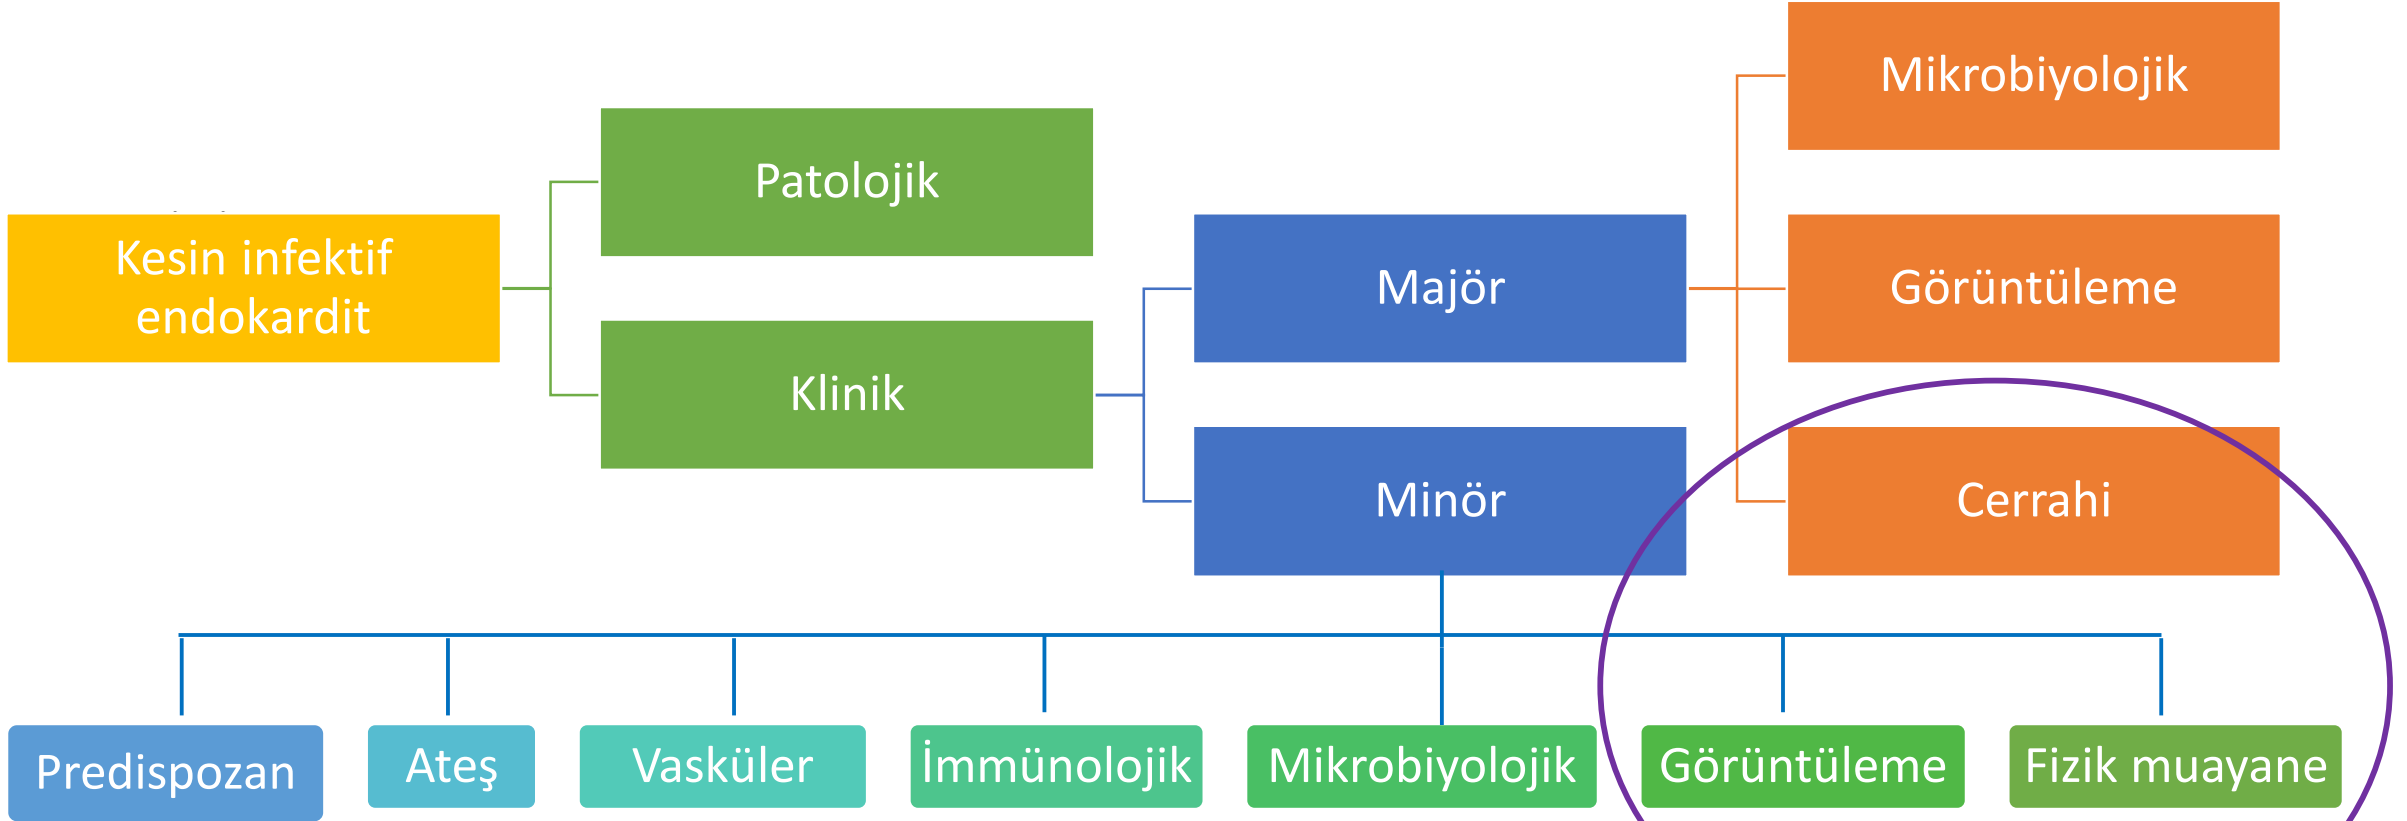 Kesin infektif
endokardit
Patolojik
Klinik
Majör
Minör
Mikrobiyolojik
Görüntüleme
Cerrahi
Predispozan
Ateş
Vasküler
İmmünolojik
Mikrobiyolojik
Görüntüleme
Fizik muayane